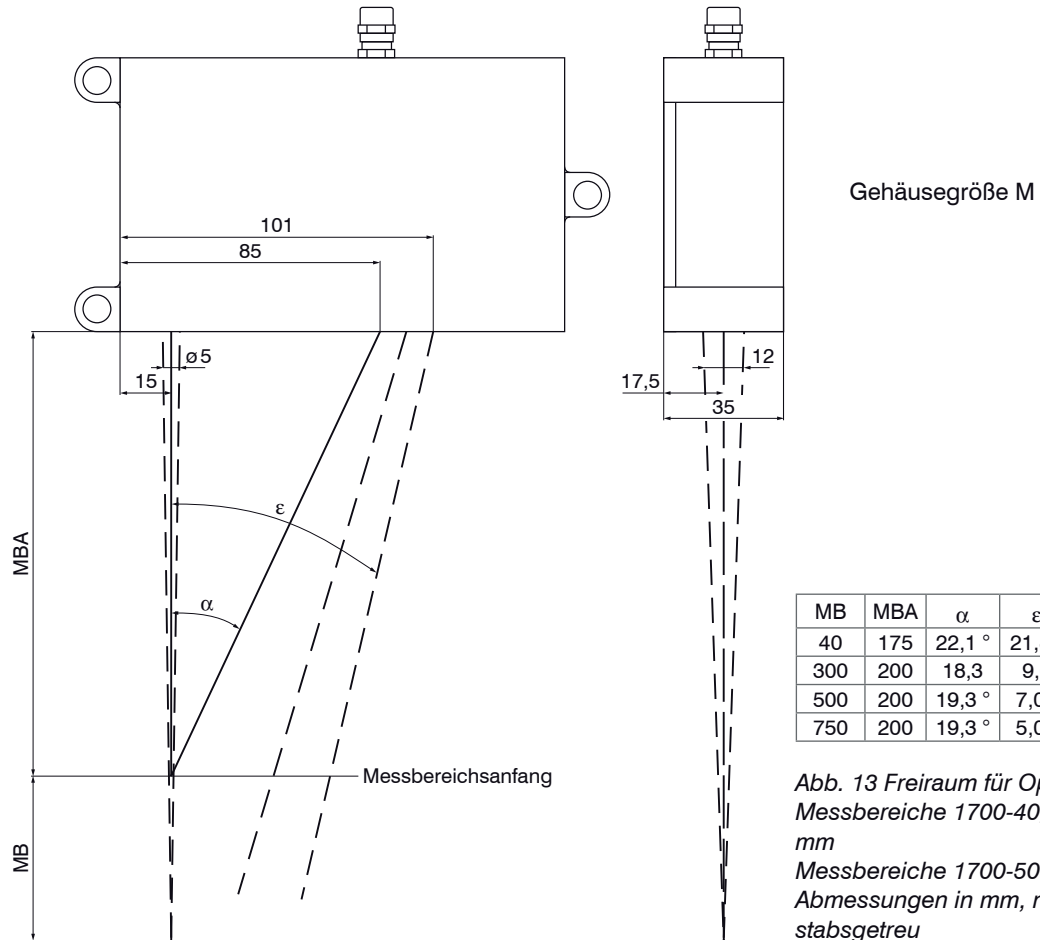 Gehäusegröße M
101
85
ø5
15
12
17,5
35
ε
MBA
α
Messbereichsanfang
MB
MB MBA α ε
40 175 22,1 ° 21,
300 200 18,3 9,
500 200 19,3 ° 7,0
750 200 19,3 ° 5,0
Abb. 13 Freiraum für Op
Messbereiche 1700-40
mm
Messbereiche 1700-50
Abmessungen in mm,
stabsgetreu